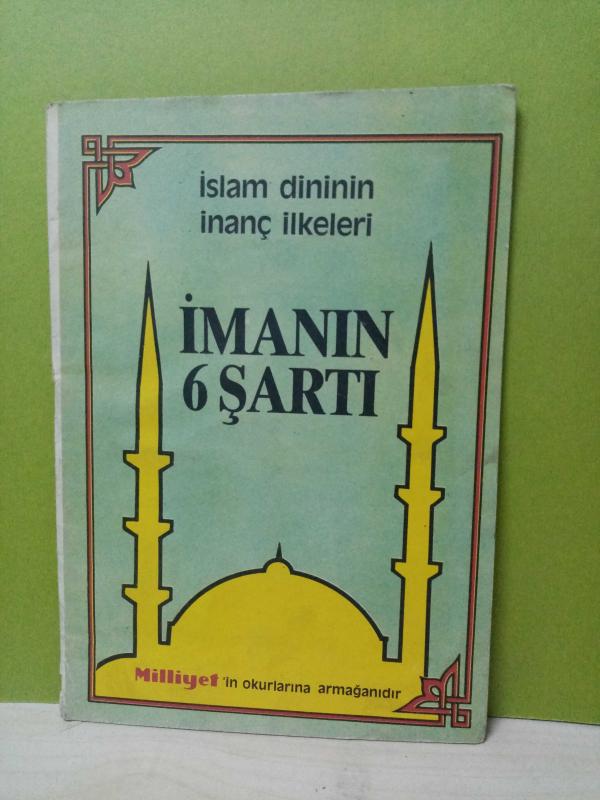 İslam dininin
inanç ilkeleri
İMANIN
6 ŞARTI
Milliyet'in okurlarına armağanıdır